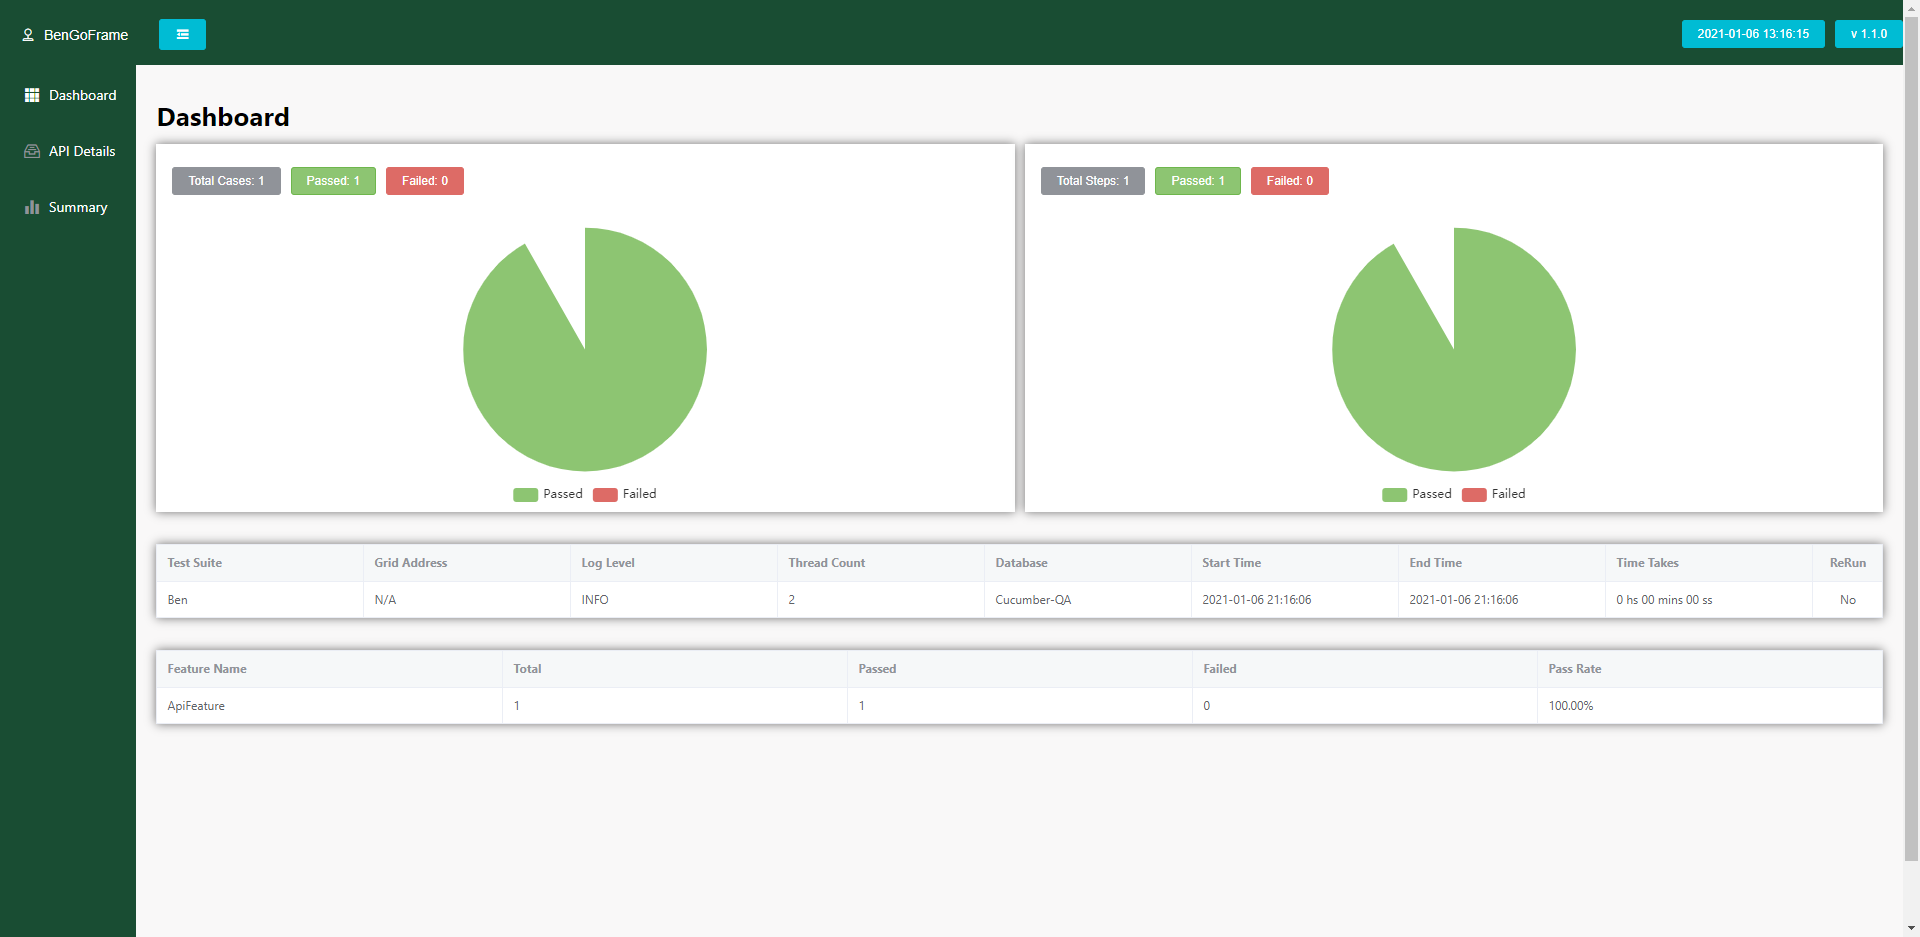 BenGoFrame
2021-01-06 13:16:15
v 1.1.0
Dashboard
API Details
Summary
Dashboard
Total Cases: 1 Passed: 1 Failed: 0
Passed Failed
Total Steps: 1 Passed: 1 Failed: 0
Passed Failed
Test Suite Grid Address Log Level Thread Count Database Start Time End Time Time Takes ReRun
Ben N/A INFO 2 Cucumber-QA 2021-01-06 21:16:06 2021-01-06 21:16:06 0 hs 00 mins 00 ss No
Feature Name Total Passed Failed Pass Rate
ApiFeature 1 1 0 100.00%